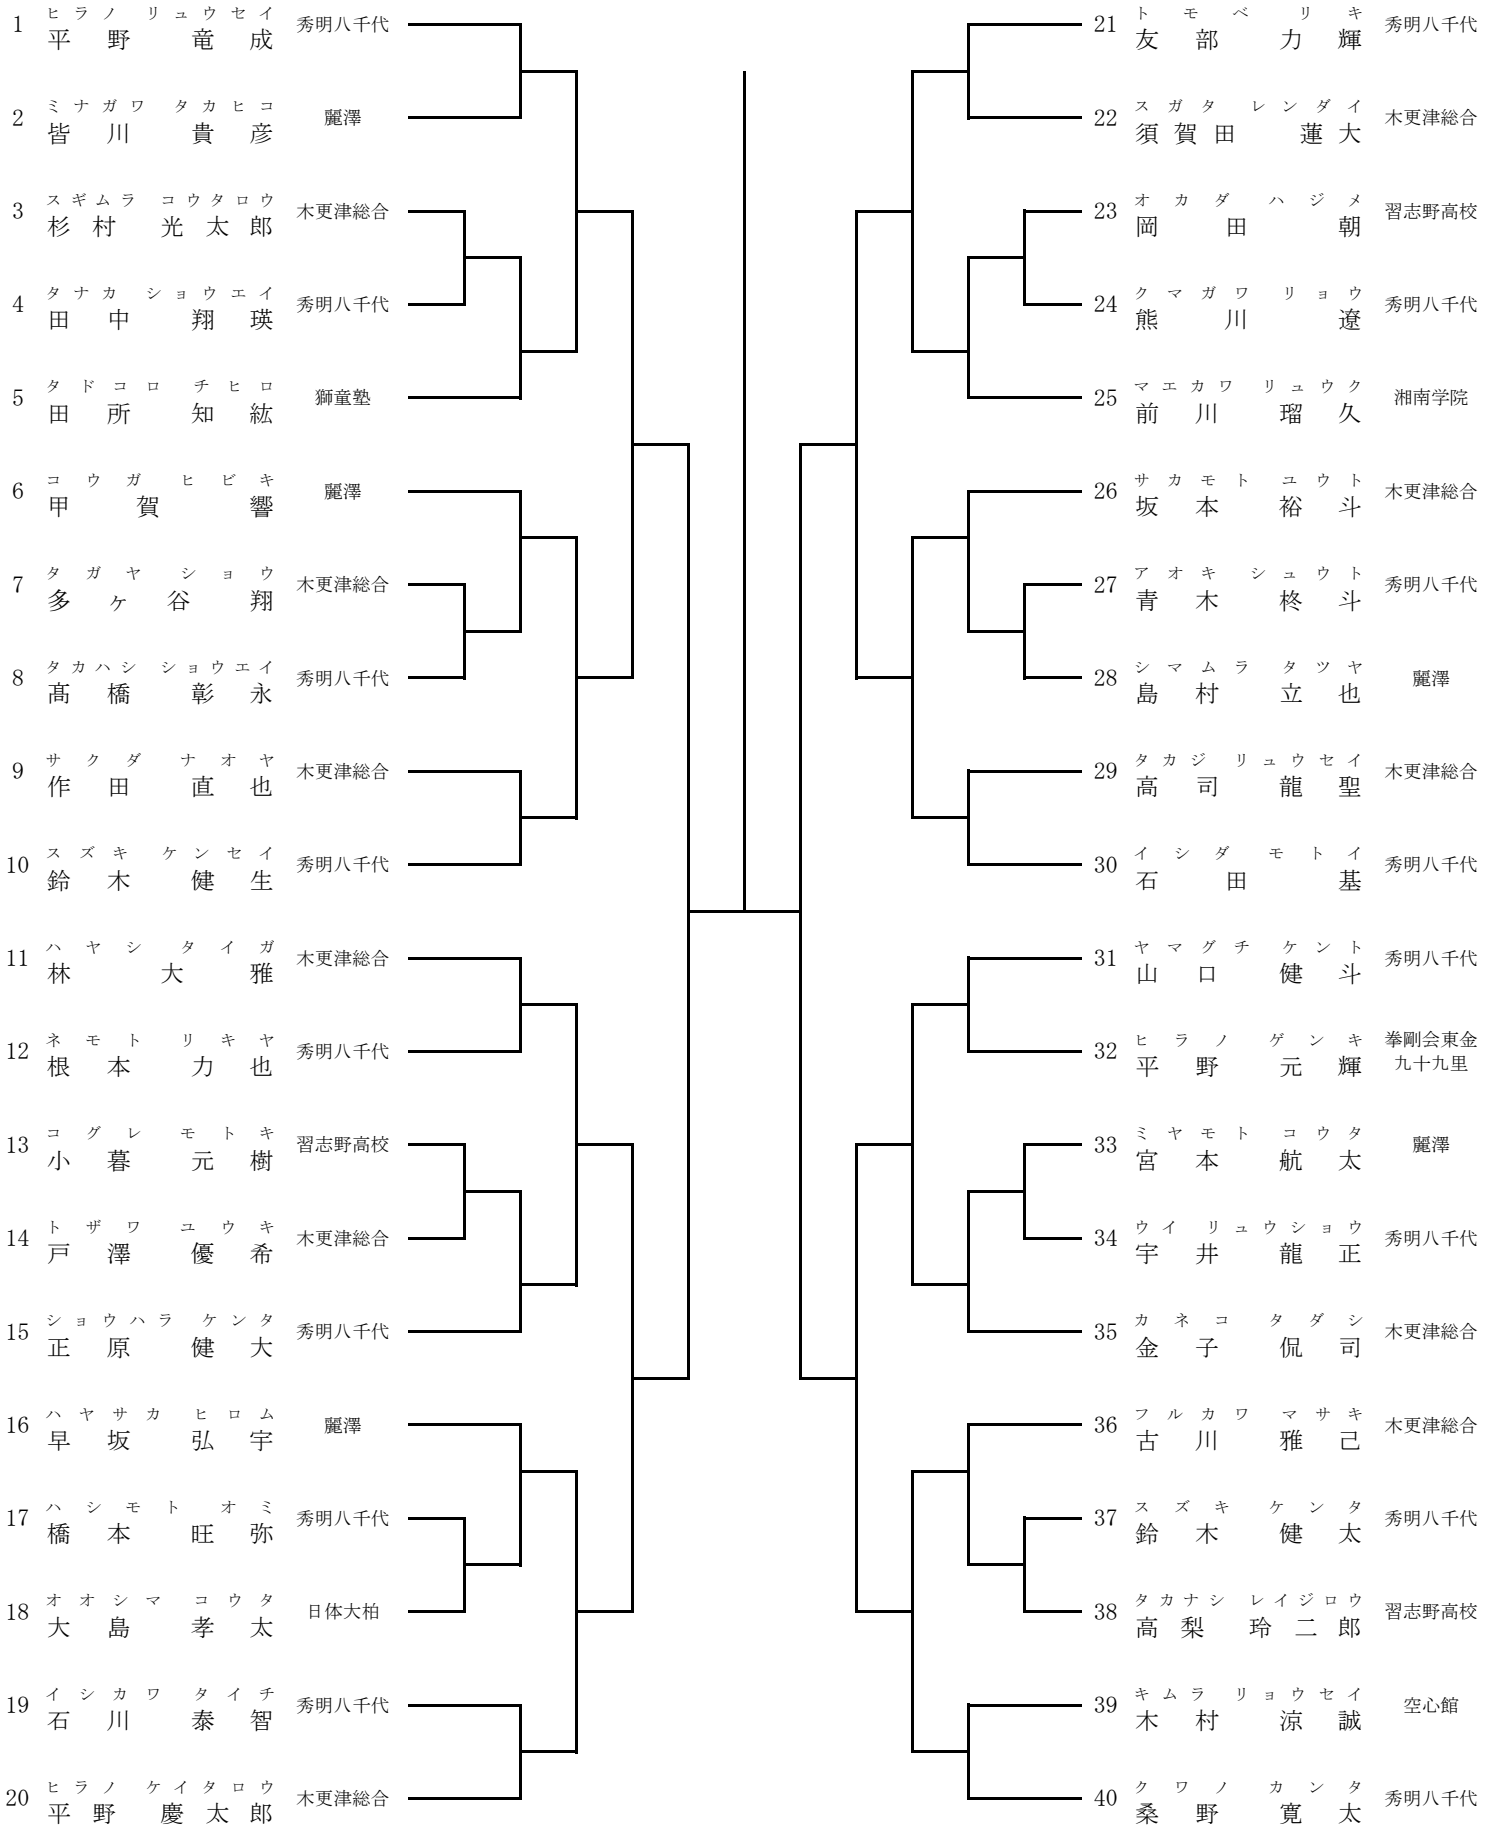 ヒラノ リュウセイ
1 平野 竜成 秀明八千代
ミナガワ タカヒコ
2 皆川 貴彦 麗澤
スギムラ コウタロウ
3 杉村 光太郎 木更津総合
タナカ ショウエイ
4 田中 翔瑛 秀明八千代
タドコロ チヒロ
5 田所 知紘 獅童塾
コウガ ヒビキ
6 甲賀 響 麗澤
タガヤ ショウ
7 多ヶ谷 翔 木更津総合
タカハシ ショウエイ
8 髙橋 彰永 秀明八千代
サクダ ナオヤ
9 作田 直也 木更津総合
スズキ ケンセイ
10 鈴木 健生 秀明八千代
ハヤシ タイガ
11 林 大雅 木更津総合
ネモト リキヤ
12 根本 力也 秀明八千代
コグレ モトキ
13 小暮 元樹 習志野高校
トザワ ユウキ
14 戸澤 優希 木更津総合
ショウハラ ケンタ
15 正原 健大 秀明八千代
ハヤサカ ヒロム
16 早坂 弘宇 麗澤
ハシモト オミ
17 橋本 旺弥 秀明八千代
オオシマ コウタ
18 大島 孝太 日体大柏
イシカワ タイチ
19 石川 泰智 秀明八千代
ヒラノ ケイタロウ
20 平野 慶太郎 木更津総合
トモベ リキ
21 友部 力輝 秀明八千代
スガタ レンダイ
22 須賀田 蓮大 木更津総合
オカダ ハジメ
23 岡田 朝 習志野高校
クマガワ リョウ
24 熊川 遼 秀明八千代
マエカワ リュウク
25 前川 瑠久 湘南学院
サカモト ユウト
26 坂本 裕斗 木更津総合
アオキ シュウト
27 青木 柊斗 秀明八千代
シマムラ タツヤ
28 島村 立也 麗澤
タカジ リュウセイ
29 高司 龍聖 木更津総合
イシダ モトイ
30 石田 基 秀明八千代
ヤマグチ ケント
31 山口 健斗 秀明八千代
ヒラノ ゲンキ
32 平野 元輝 拳剛会東金
九十九里
ミヤモト コウタ
33 宮本 航太 麗澤
ウイ リュウショウ
34 宇井 龍正 秀明八千代
カネコ タダシ
35 金子 侃司 木更津総合
フルカワ マサキ
36 古川 雅己 木更津総合
スズキ ケンタ
37 鈴木 健太 秀明八千代
タカナシ レイジロウ
38 高梨 玲二郎 習志野高校
キムラ リョウセイ
39 木村 涼誠 空心館
クワノ カンタ
40 桑野 寛太 秀明八千代